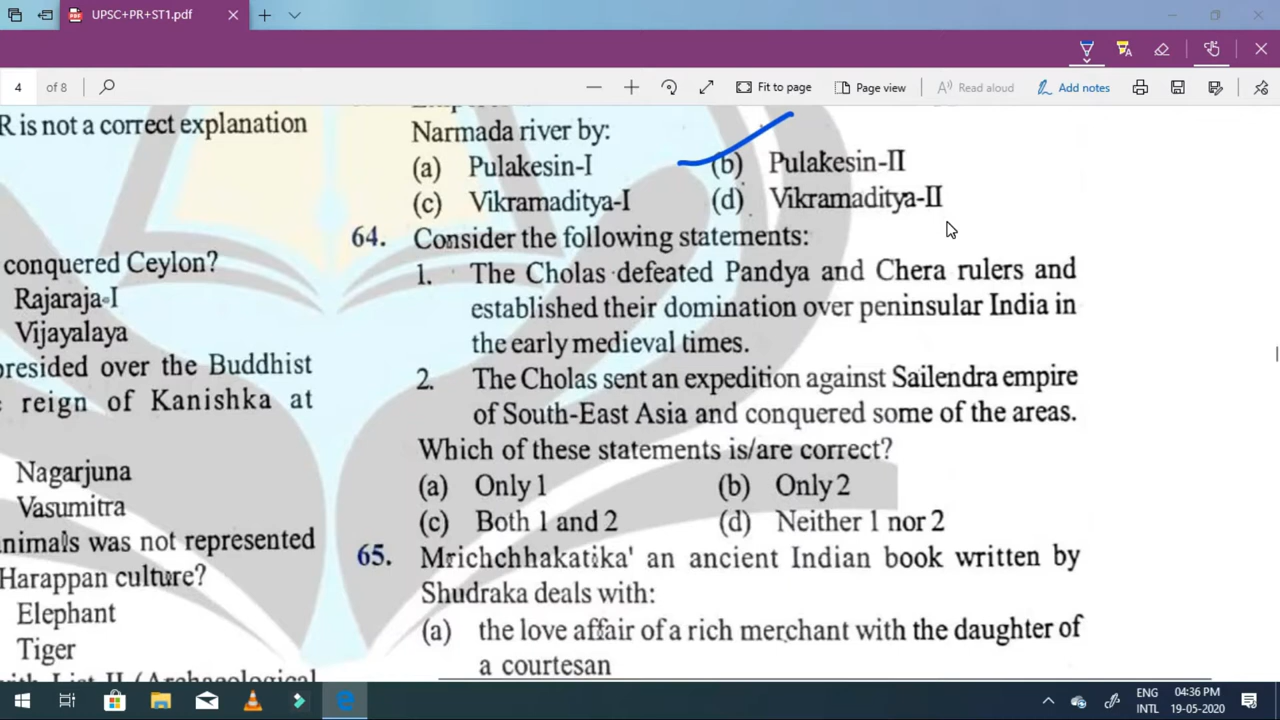 UPSC+PR+ST1.pdf
4 of 8
Fit to page
Page view
Read aloud
Add notes
R is not a correct explanation
conquered Ceylon?
Rajaraja-I
Vijayalaya
presided over the Buddhist
reign of Kanishka at
Nagarjuna
Vasumitra
animals was not represented
Harappan culture?
Elephant
Tiger
List II (Archaeological
Narmada river by:
(a) Pulakesin-I (b) Pulakesin-II
(c) Vikramaditya-I (d) Vikramaditya-II
64. Consider the following statements:
1. The Cholas defeated Pandya and Chera rulers and
established their domination over peninsular India in
the early medieval times.
2. The Cholas sent an expedition against Sailendra empire
of South-East Asia and conquered some of the areas.
Which of these statements is/are correct?
(a) Only 1 (b) Only 2
(c) Both 1 and 2 (d) Neither 1 nor 2
65. Mrichchhakatika' an ancient Indian book written by
Shudraka deals with:
(a) the love affair of a rich merchant with the daughter of
a courtesan
ENG
INTL
04:36 PM
19-05-2020